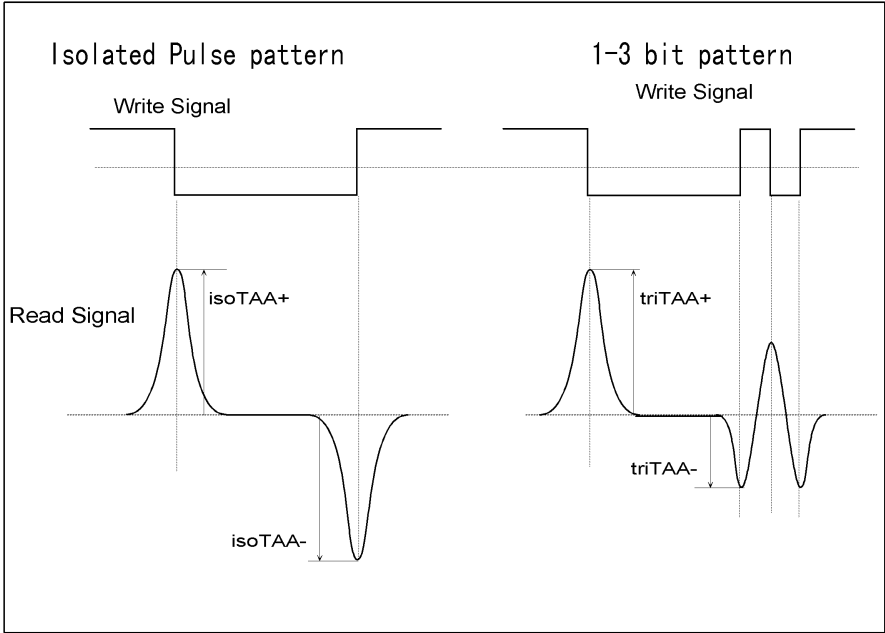 Isolated Pulse pattern
Write Signal
1-3 bit pattern
Write Signal
Read Signal
isoTAA+
isoTAA-
triTAA+
triTAA-